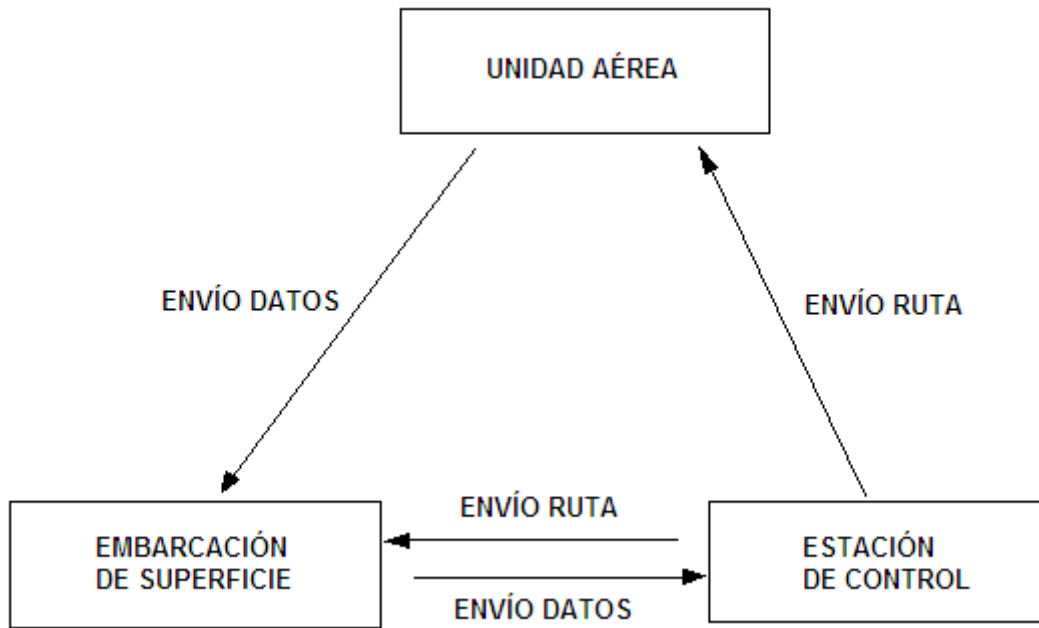 UNIDAD AÉREA
ENVÍO DATOS
ENVÍO RUTA
EMBARCACIÓN
DE SUPERFICIE
ENVÍO RUTA
ENVÍO DATOS
ESTACIÓN
DE CONTROL